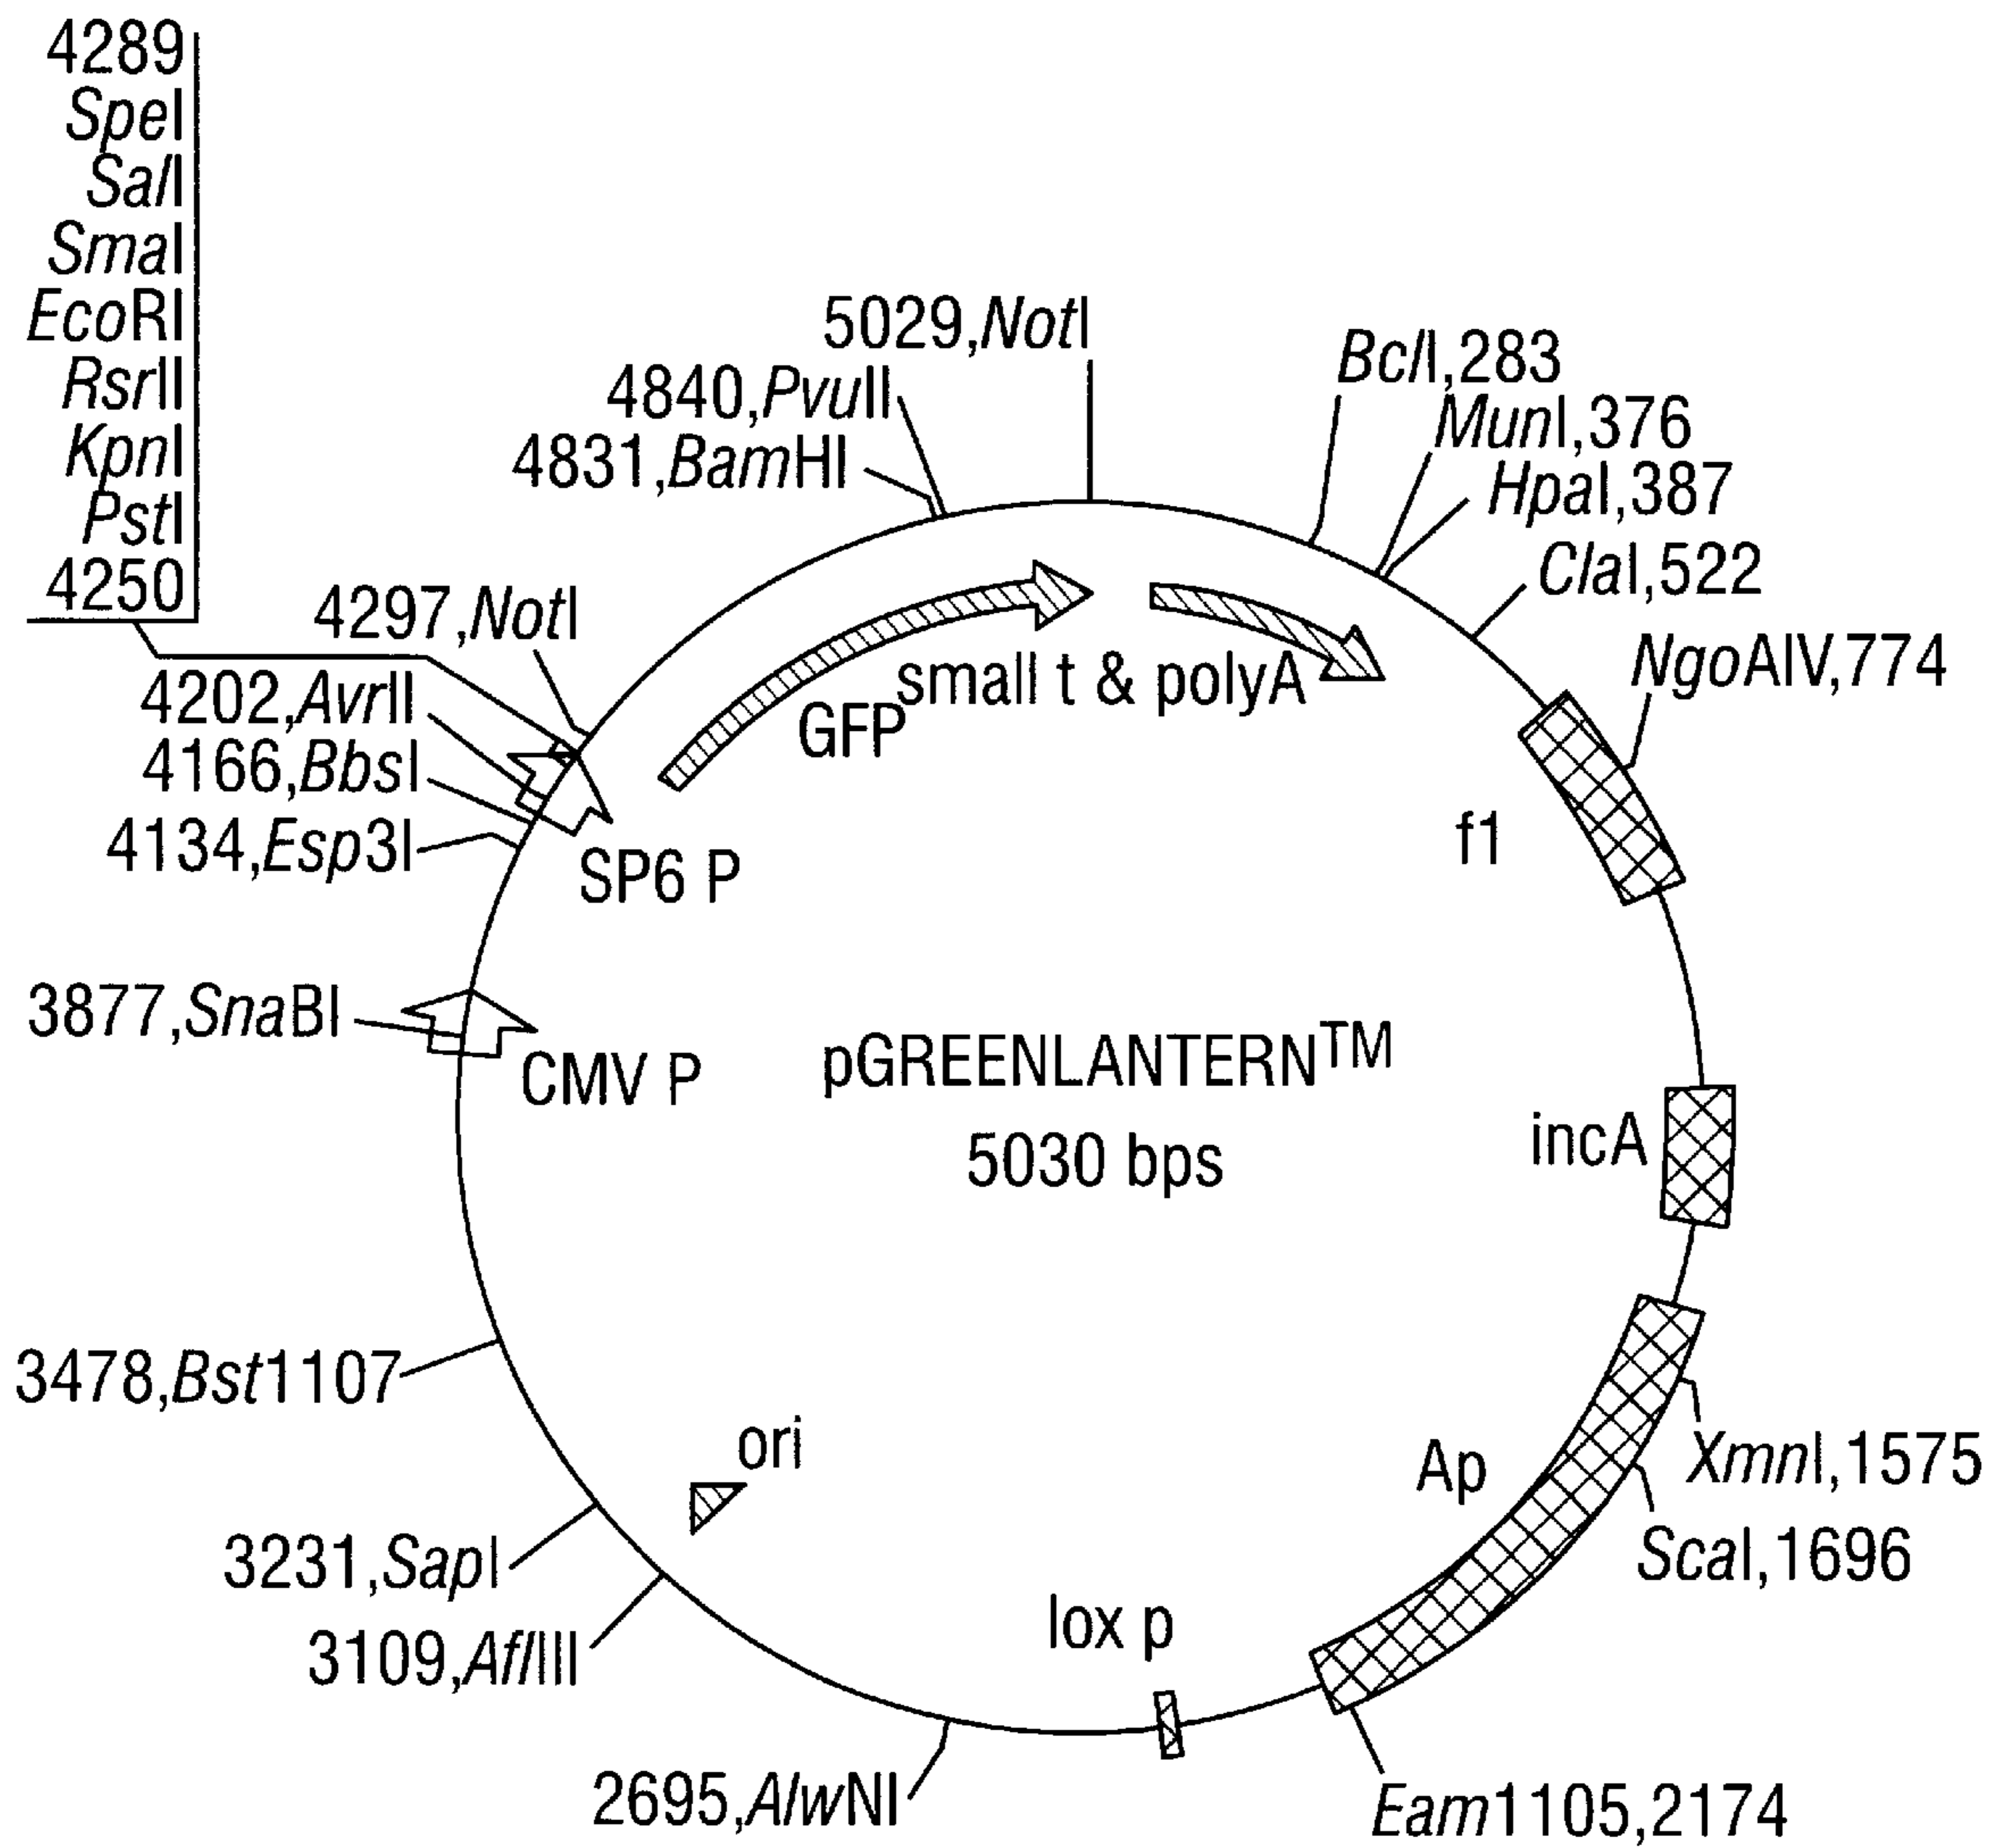 4289
SpeI
SalI
SmaI
EcoRI
RsrII
KpnI
PstI
4250
5029,NotI
4840,PvuII
4831,BamHI
4297,NotI
4202,AvrII
4166,BbsI
4134,Esp3I
3877,SnaBI
3478,Bst1107
3231,SapI
3109,AflIII
2695,AlwNI
BclI,283
MunI,376
HpaI,387
ClaI,522
NgoAIV,774
XmnI,1575
ScaI,1696
Eam1105,2174
GFP
small t & polyA
f1
SP6 P
CMV P
pGREENLANTERN™
5030 bps
incA
Ap
ori
lox p